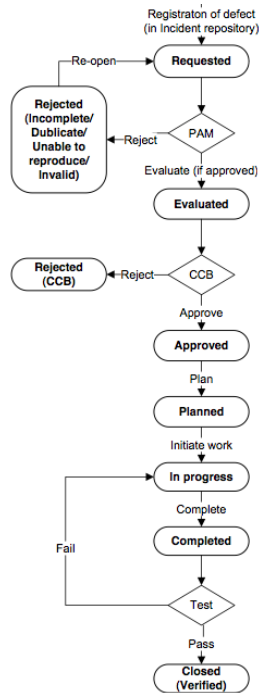 Registraton of defect
(in Incident repository)
Re-open
Requested
Rejected
(Incomplete/
Dublicate/
Unable to
reproduce/
Invalid)
Reject
PAM
Evaluate (if approved)
Evaluated
Rejected
(CCB)
Reject
CCB
Approve
Approved
Plan
Planned
Initiate work
In progress
Complete
Fail
Completed
Test
Pass
Closed
(Verified)